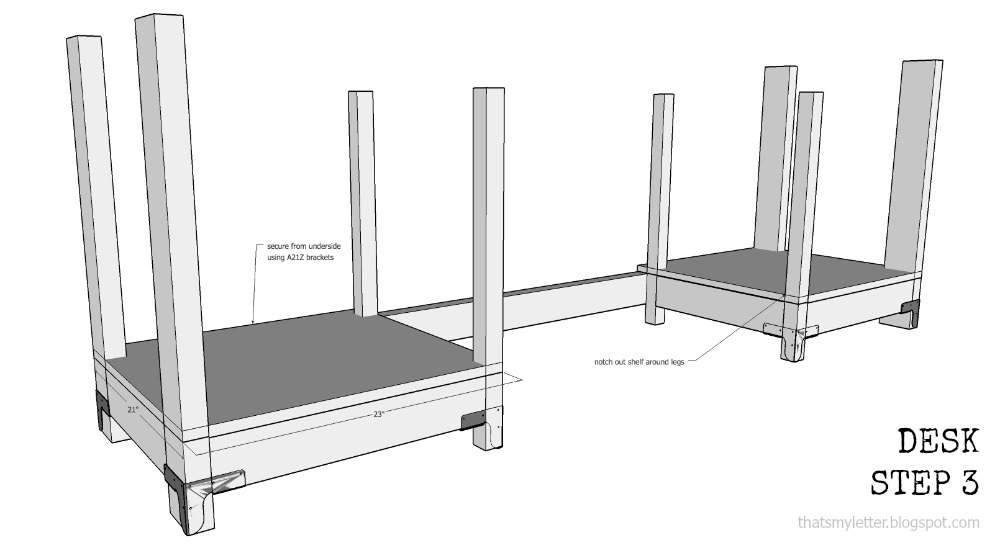 secure from underside
using A21Z brackets
notch out shelf around legs
21"
23"
DESK
STEP 3
thatsmyletter.blogspot.com